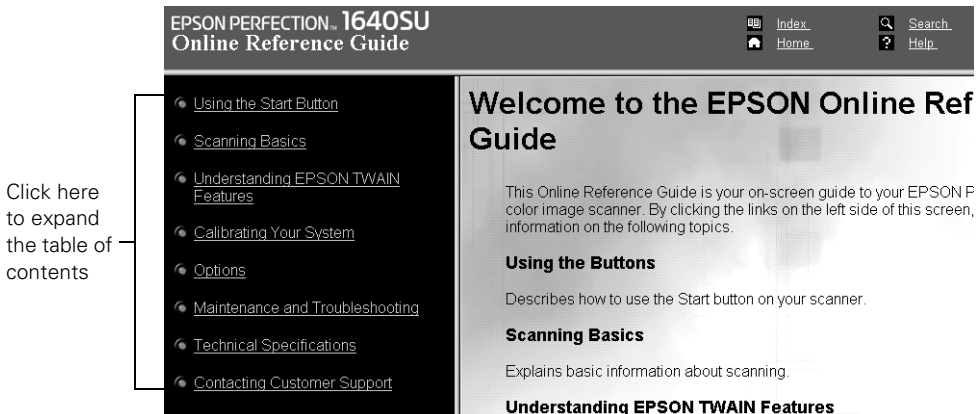 EPSON PERFECTION™ 1640SU
Online Reference Guide
Index
Search
Home
Help
Click here
to expand
the table of
contents
Using the Start Button
Scanning Basics
Understanding EPSON TWAIN
Features
Calibrating Your System
Options
Maintenance and Troubleshooting
Technical Specifications
Contacting Customer Support
Welcome to the EPSON Online Ref
Guide
This Online Reference Guide is your on-screen guide to your EPSON P
color image scanner. By clicking the links on the left side of this screen,
information on the following topics.
Using the Buttons
Describes how to use the Start button on your scanner.
Scanning Basics
Explains basic information about scanning.
Understanding EPSON TWAIN Features